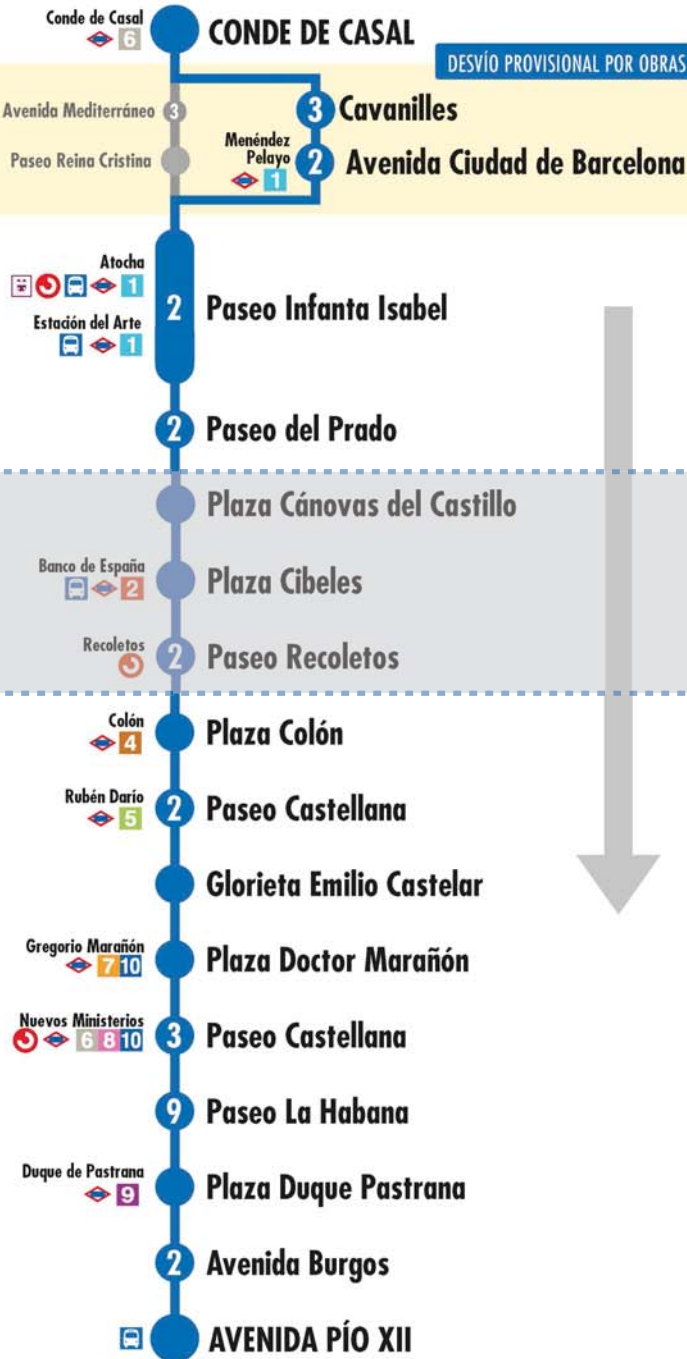 Conde de Casal
6
CONDE DE CASAL
DESVÍO PROVISIONAL POR OBRAS
Avenida Mediterráneo 3
3 Cavanilles
Paseo Reina Cristina
Menéndez
Pelayo
1
2 Avenida Ciudad de Barcelona
Atocha
1
2 Paseo Infanta Isabel
Estación del Arte
1
2 Paseo del Prado
Plaza Cánovas del Castillo
Banco de España
2
Plaza Cibeles
Recoletos
2 Paseo Recoletos
Colón
4
Plaza Colón
Rubén Darío
5
2 Paseo Castellana
Glorieta Emilio Castelar
Gregorio Marañón
7 10
Plaza Doctor Marañón
Nuevos Ministerios
6 8 10
3 Paseo Castellana
9 Paseo La Habana
Duque de Pastrana
9
Plaza Duque Pastrana
2 Avenida Burgos
AVENIDA PÍO XII